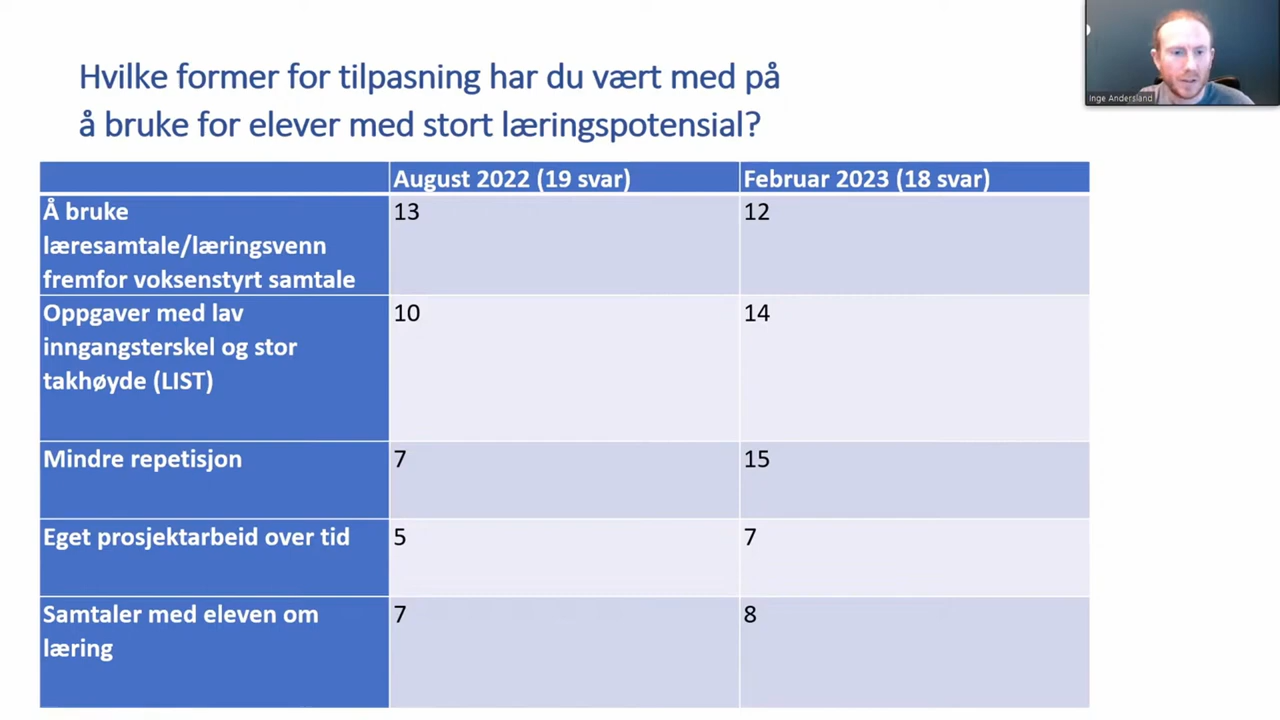 Hvilke former for tilpasning har du vært med på
å bruke for elever med stort læringspotensial?
Inge Andersland
August 2022 (19 svar)
Februar 2023 (18 svar)
Å bruke
læresamtale/læringsvenn
fremfor voksenstyrt samtale
13
12
Oppgaver med lav
inngangsterskel og stor
takhøyde (LIST)
10
14
Mindre repetisjon
7
15
Eget prosjektarbeid over tid
5
7
Samtaler med eleven om
læring
7
8